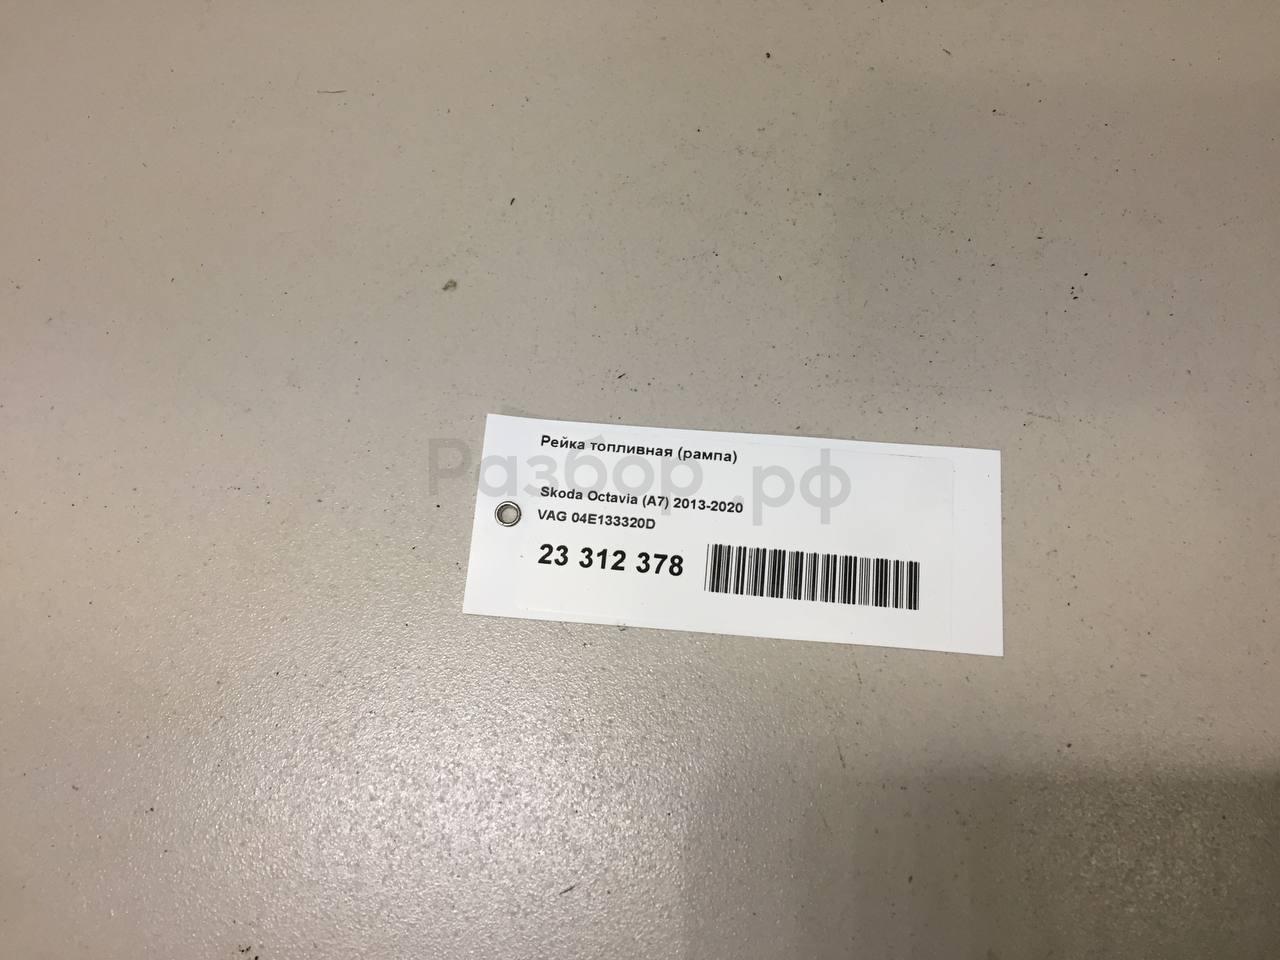 Рейка топливная (рампа)
Разбор.рф
Skoda Octavia (A7) 2013-2020
VAG 04E133320D
23 312 378